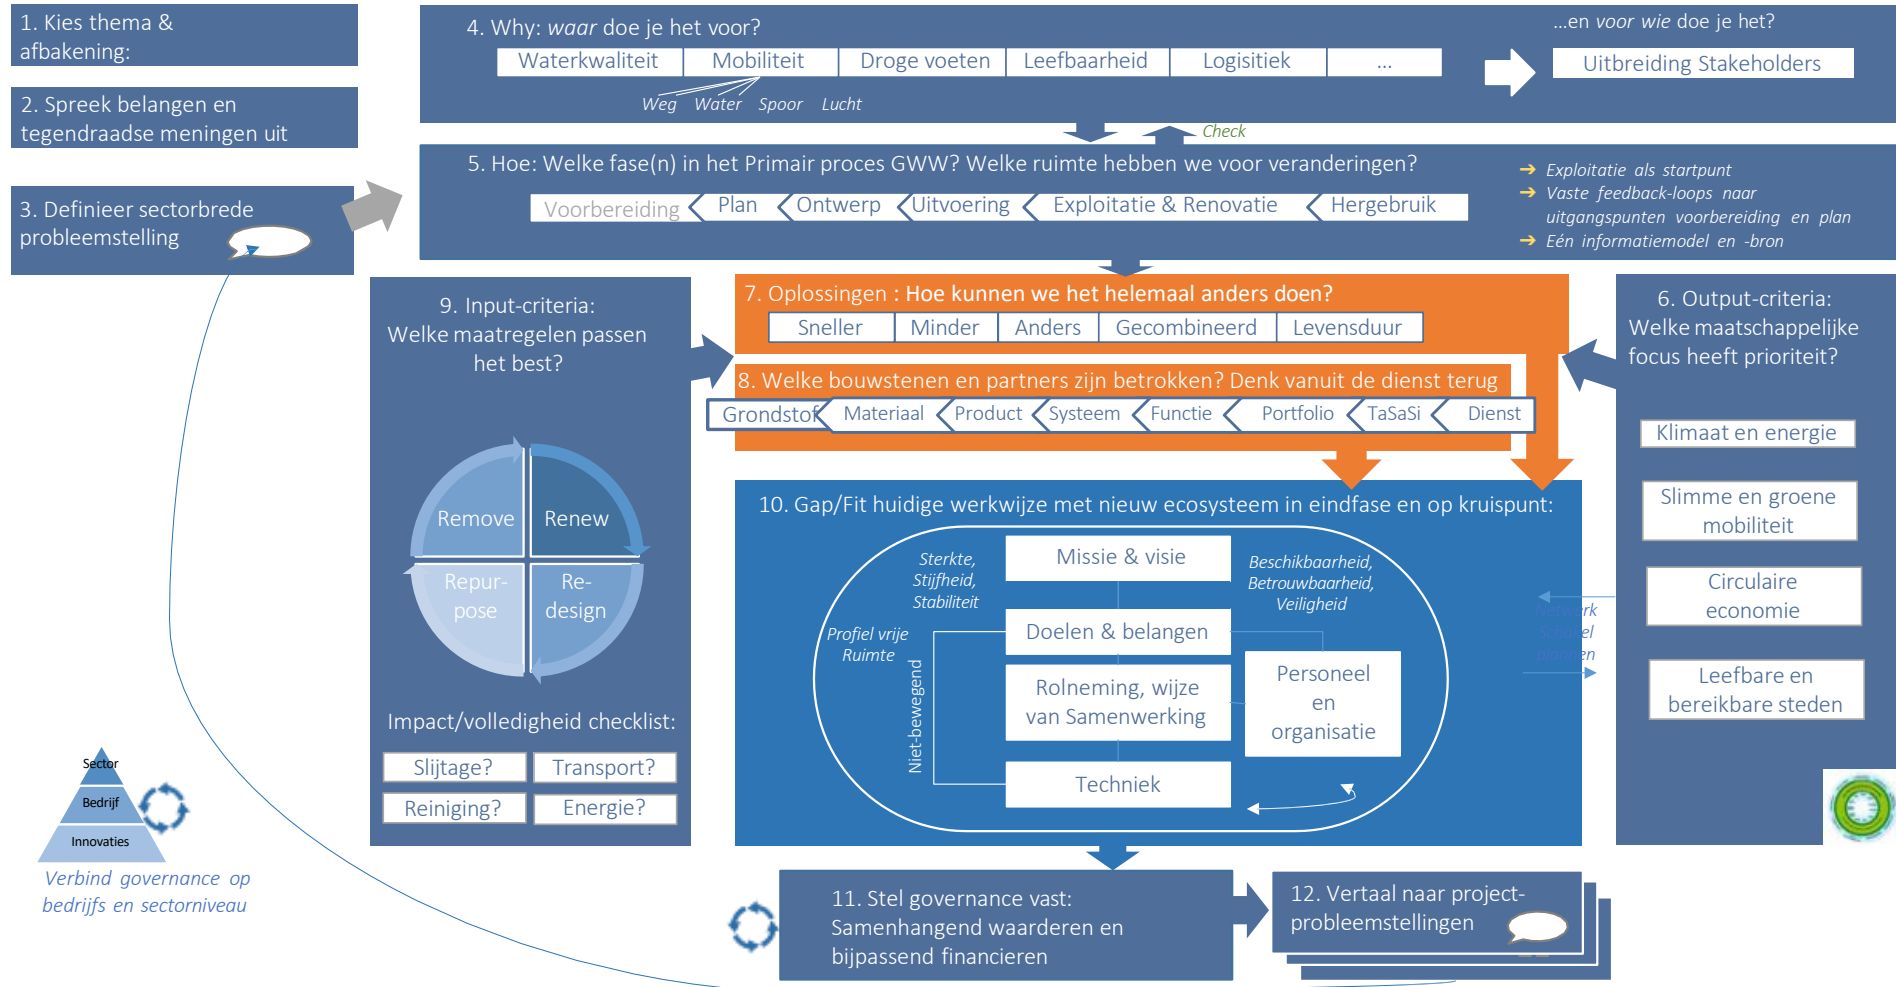 1. Kies thema &
afbakening:
2. Spreek belangen en
tegendraadse meningen uit
3. Definieer sectorbrede
probleemstelling
4. Why: waar doe je het voor?
...en voor wie doe je het?
Waterkwaliteit
Mobiliteit
Droge voeten
Leefbaarheid
Logisitiek
...
Uitbreiding Stakeholders
Weg Water Spoor Lucht
Check
5. Hoe: Welke fase(n) in het Primair proces GWW? Welke ruimte hebben we voor veranderingen?
Voorbereiding
Plan
Ontwerp
Uitvoering
Exploitatie & Renovatie
Hergebruik
➔ Exploitatie als startpunt
➔ Vaste feedback-loops naar
uitgangspunten voorbereiding en plan
➔ Eén informatiemodel en -bron
9. Input-criteria:
Welke maatregelen passen
het best?
Remove
Renew
Repur-
pose
Re-
design
Impact/volledigheid checklist:
Slijtage?
Transport?
Reiniging?
Energie?
7. Oplossingen : Hoe kunnen we het helemaal anders doen?
Sneller
Minder
Anders
Gecombineerd
Levensduur
8. Welke bouwstenen en partners zijn betrokken? Denk vanuit de dienst terug
Grondstof
Materiaal
Product
Systeem
Functie
Portfolio
TaSaSi
Dienst
6. Output-criteria:
Welke maatschappelijke
focus heeft prioriteit?
Klimaat en energie
Slimme en groene
mobiliteit
Circulaire
economie
Leefbare en
bereikbare steden
10. Gap/Fit huidige werkwijze met nieuw ecosysteem in eindfase en op kruispunt:
Sterkte,
Stijfheid,
Stabiliteit
Missie & visie
Beschikbaarheid,
Betrouwbaarheid,
Veiligheid
Profiel vrije
Ruimte
Doelen & belangen
Niet-bewegend
Rolneming, wijze
van Samenwerking
Personeel
en
organisatie
Techniek
Netwerk
Schakel
plannen
Sector
Bedrijf
Innovaties
Verbind governance op
bedrijfs en sectorniveau
11. Stel governance vast:
Samenhangend waarderen en
bijpassend financieren
12. Vertaal naar project-
probleemstellingen